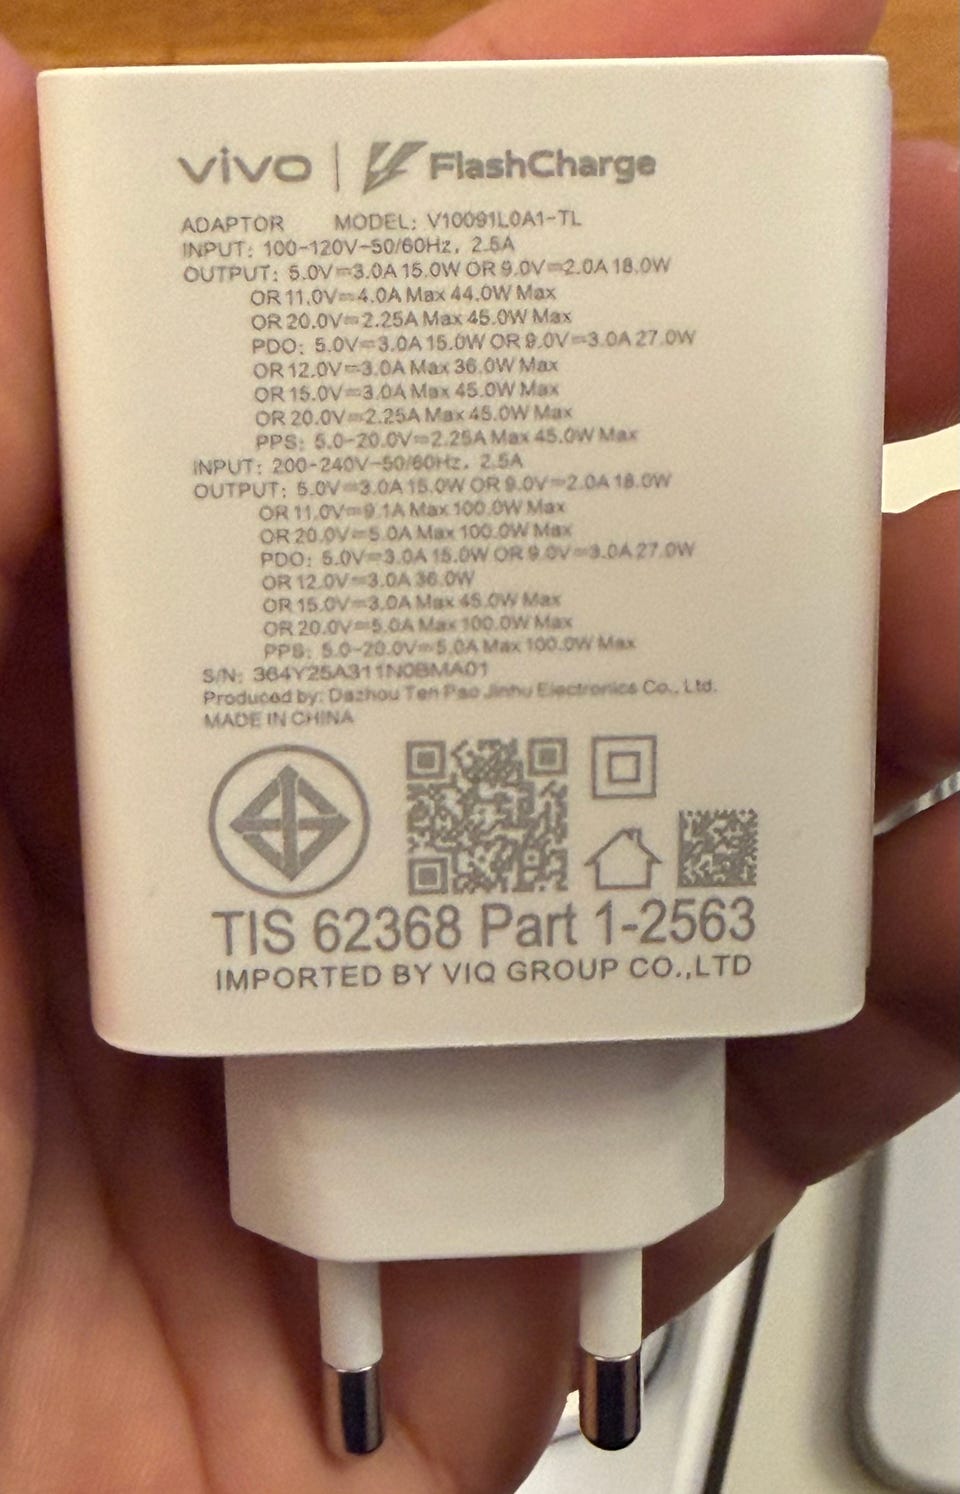 vivo | FlashCharge
ADAPTOR MODEL: V10091L0A1-TL
INPUT: 100-120V~50/60Hz, 2.5A
OUTPUT: 5.0V⎓3.0A 15.0W OR 9.0V⎓2.0A 18.0W
OR 11.0V⎓4.0A Max 44.0W Max
OR 20.0V⎓2.25A Max 45.0W Max
PDO: 5.0V⎓3.0A 15.0W OR 9.0V⎓3.0A 27.0W
OR 12.0V⎓3.0A Max 36.0W Max
OR 15.0V⎓3.0A Max 45.0W Max
OR 20.0V⎓2.25A Max 45.0W Max
PPS: 5.0-20.0V⎓2.25A Max 45.0W Max
INPUT: 200-240V~50/60Hz, 2.5A
OUTPUT: 5.0V⎓3.0A 15.0W OR 9.0V⎓2.0A 18.0W
OR 11.0V⎓9.1A Max 100.0W Max
OR 20.0V⎓5.0A Max 100.0W Max
PDO: 5.0V⎓3.0A 15.0W OR 9.0V⎓3.0A 27.0W
OR 12.0V⎓3.0A 36.0W
OR 15.0V⎓3.0A Max 45.0W Max
OR 20.0V⎓5.0A Max 100.0W Max
PPS: 5.0-20.0V⎓5.0A Max 100.0W Max
S/N: 364Y25A311N0BMA01
Produced by: Dazhou Ten Pao Jinhu Electronics Co., Ltd.
MADE IN CHINA
TIS 62368 Part 1-2563
IMPORTED BY VIQ GROUP CO.,LTD